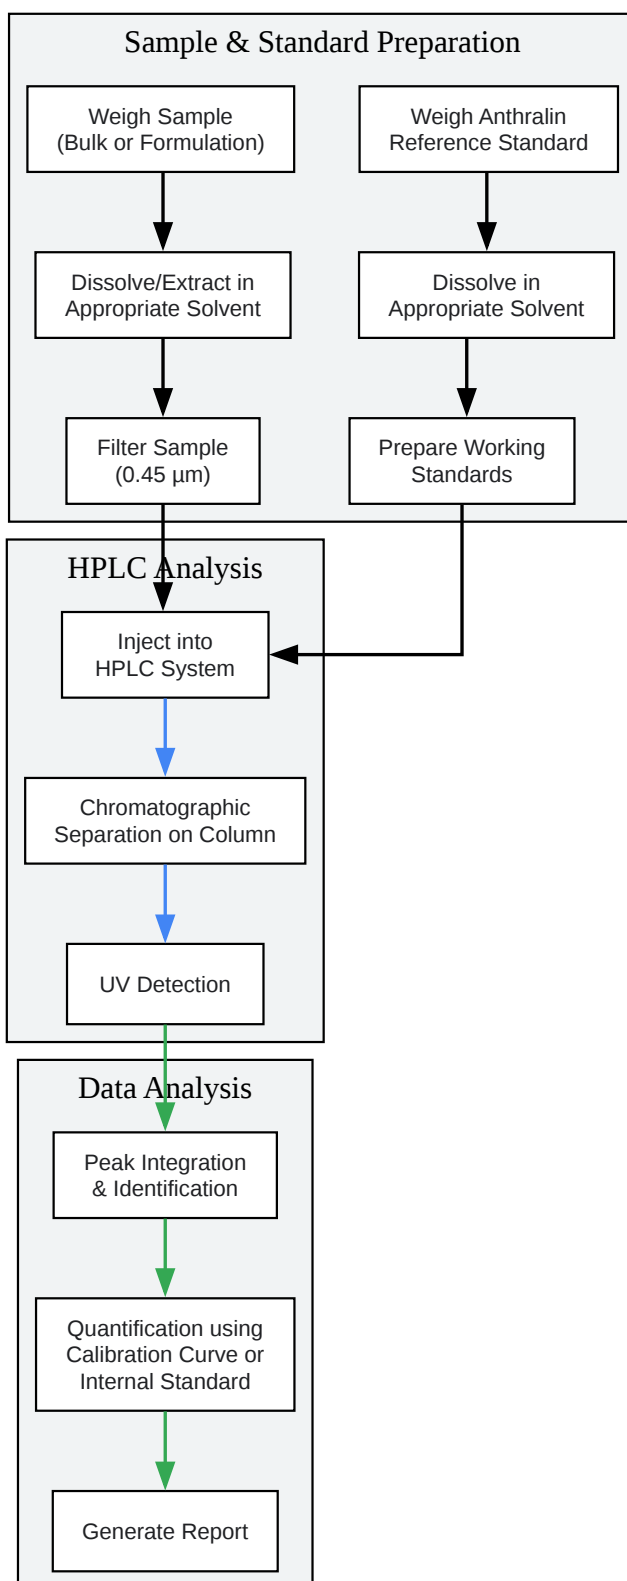 Sample & Standard Preparation
Weigh Sample
(Bulk or Formulation)
Weigh Anthralin
Reference Standard
Dissolve/Extract in
Appropriate Solvent
Dissolve in
Appropriate Solvent
Filter Sample
(0.45 µm)
Prepare Working
Standards
HPLC Analysis
Inject into
HPLC System
Chromatographic
Separation on Column
UV Detection
Data Analysis
Peak Integration
& Identification
Quantification using
Calibration Curve or
Internal Standard
Generate Report